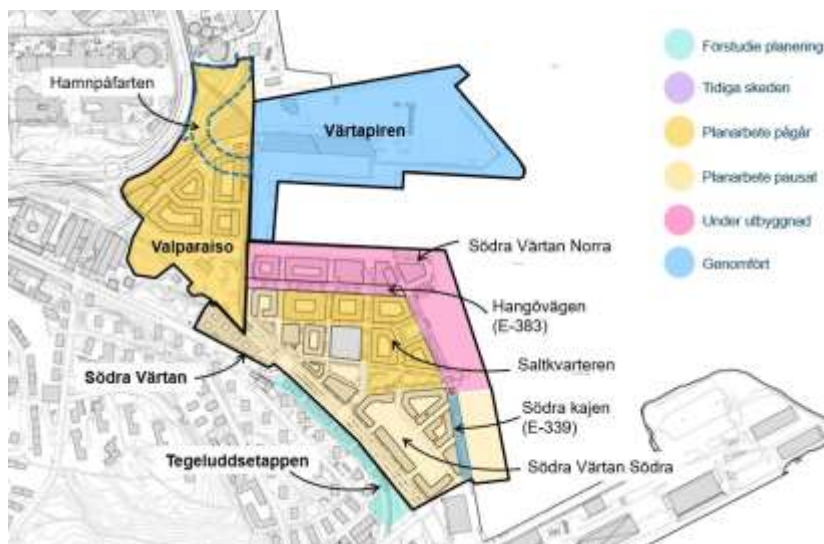 Hamnpåfarten
Värtapiren
Valparaiso
Södra Värtan Norra
Hangövägen
(E-383)
Saltkvarteren
Södra Värtan
Södra kajen
(E-339)
Tegeluddsetappen
Södra Värtan Södra
Förstudie planering
Tidiga skeden
Planarbete pågår
Planarbete pausat
Under utbyggnad
Genomfört